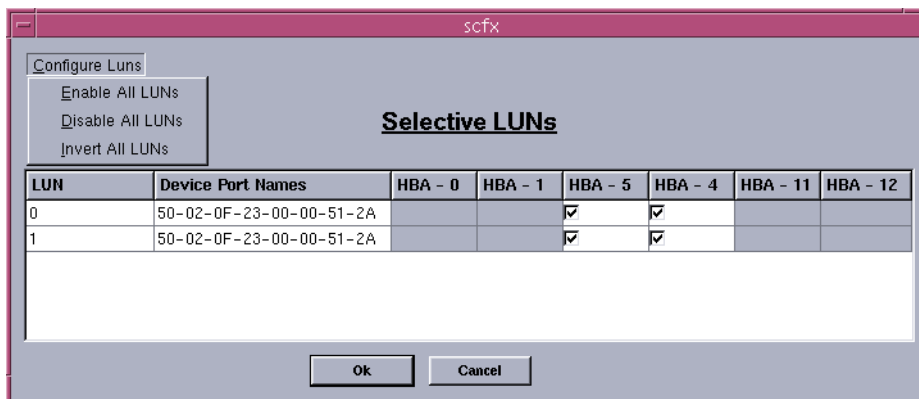 scfx
Configure Luns
Enable All LUNs
Disable All LUNs
Invert All LUNs
Selective LUNs
LUN Device Port Names HBA - 0 HBA - 1 HBA - 5 HBA - 4 HBA - 11 HBA - 12
0 50-02-0F-23-00-00-51-2A
1 50-02-0F-23-00-00-51-2A
Ok Cancel